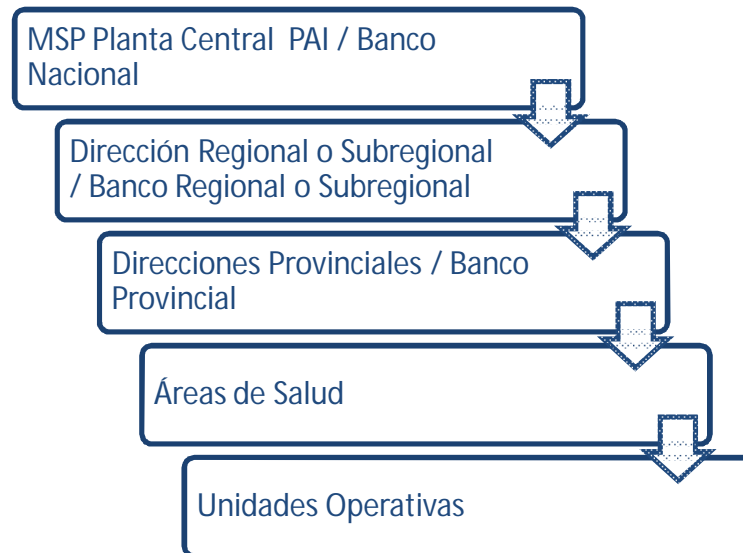 MSP Planta Central PAI / Banco
Nacional
Dirección Regional o Subregional
/ Banco Regional o Subregional
Direcciones Provinciales / Banco
Provincial
Áreas de Salud
Unidades Operativas